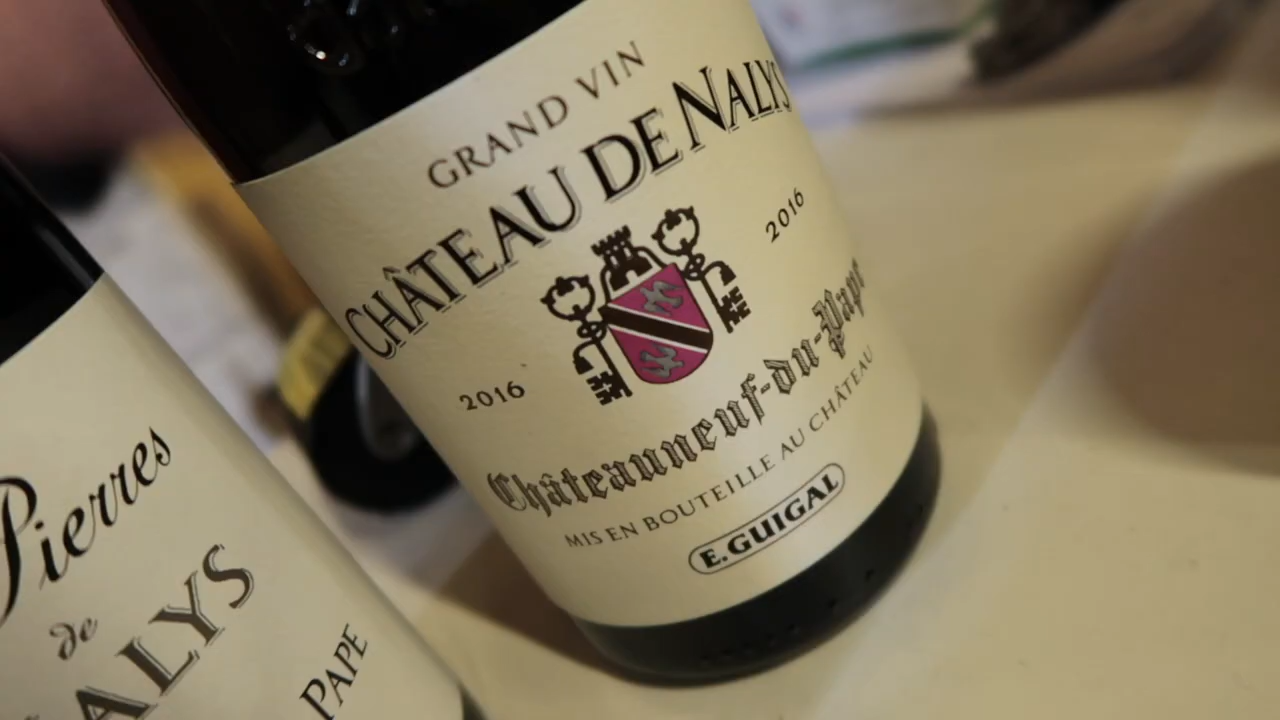 GRAND VIN
CHÂTEAU DE NALYS
2016
2016
Châteauneuf-du-Pape
MIS EN BOUTEILLE AU CHÂTEAU
E. GUIGAL
Pierres
de
NALYS
PAPE